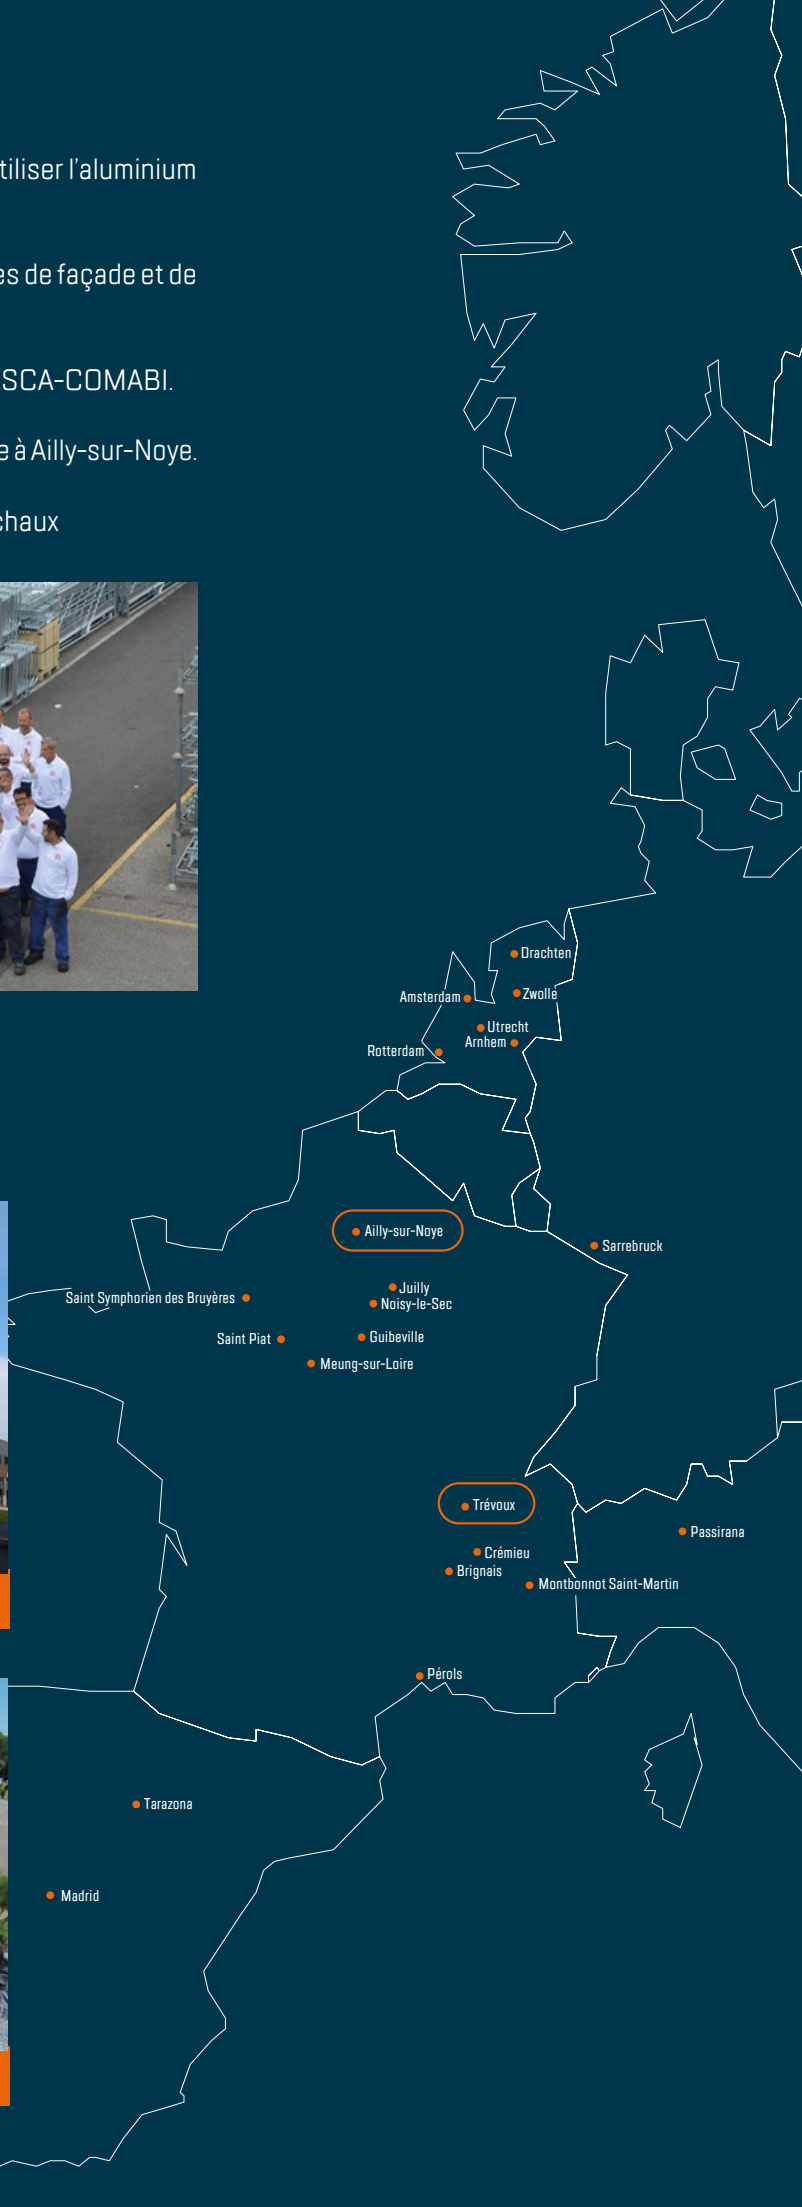 tiliser l'aluminium
es de façade et de
SCA-COMABI.
e à Ailly-sur-Noye.
chaux
Drachten
Zwolle
Amsterdam
Utrecht
Arnhem
Rotterdam
Ailly-sur-Noye
Sarrebruck
Juilly
Saint Symphorien des Bruyères
Noisy-le-Sec
Guibeville
Saint Piat
Meung-sur-Loire
Trévoux
Passirana
Crémieu
Brignais
Montbonnot Saint-Martin
Pérols
Tarazona
Madrid